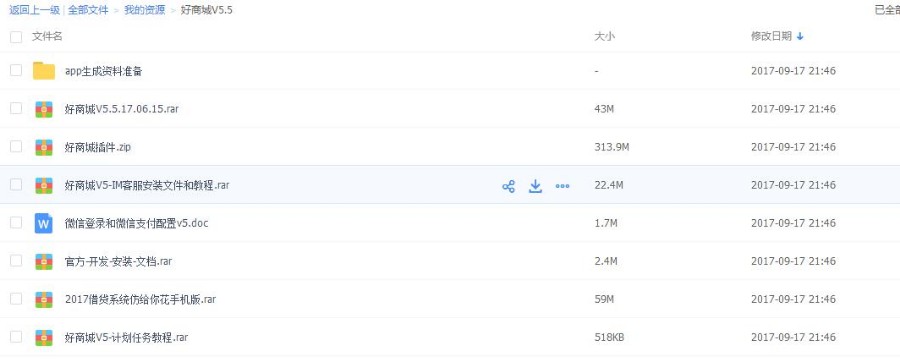 返回上一级 | 全部文件 > 我的资源 > 好商城V5.5 已全部
文件名 大小 修改日期
app生成资料准备 - 2017-09-17 21:46
好商城V5.5.17.06.15.rar 43M 2017-09-17 21:46
好商城插件.zip 313.9M 2017-09-17 21:46
好商城V5-IM客服安装文件和教程.rar 22.4M 2017-09-17 21:46
W 微信登录和微信支付配置v5.doc 1.7M 2017-09-17 21:46
官方-开发-安装-文档.rar 2.4M 2017-09-17 21:46
2017借贷系统仿给你花手机版.rar 59M 2017-09-17 21:46
好商城V5-计划任务教程.rar 518KB 2017-09-17 21:46